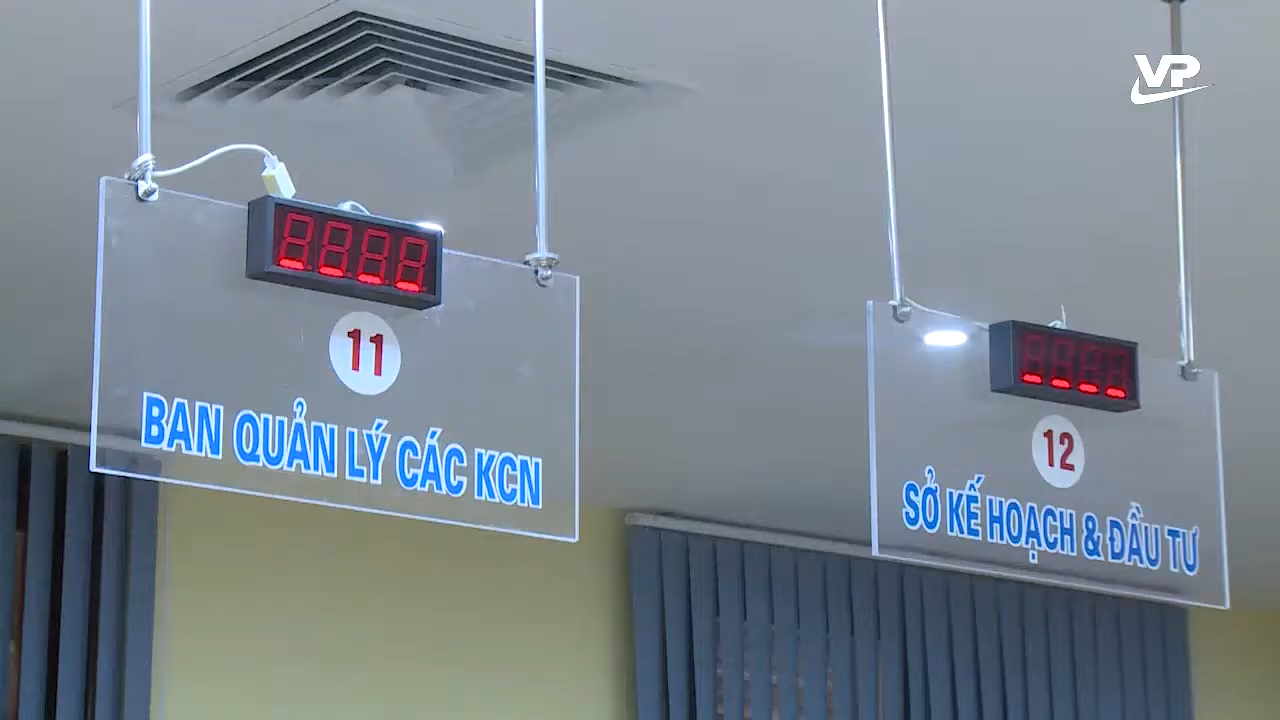 VP
11
BAN QUẢN LÝ CÁC KCN
12
SỞ KẾ HOẠCH & ĐẦU TƯ